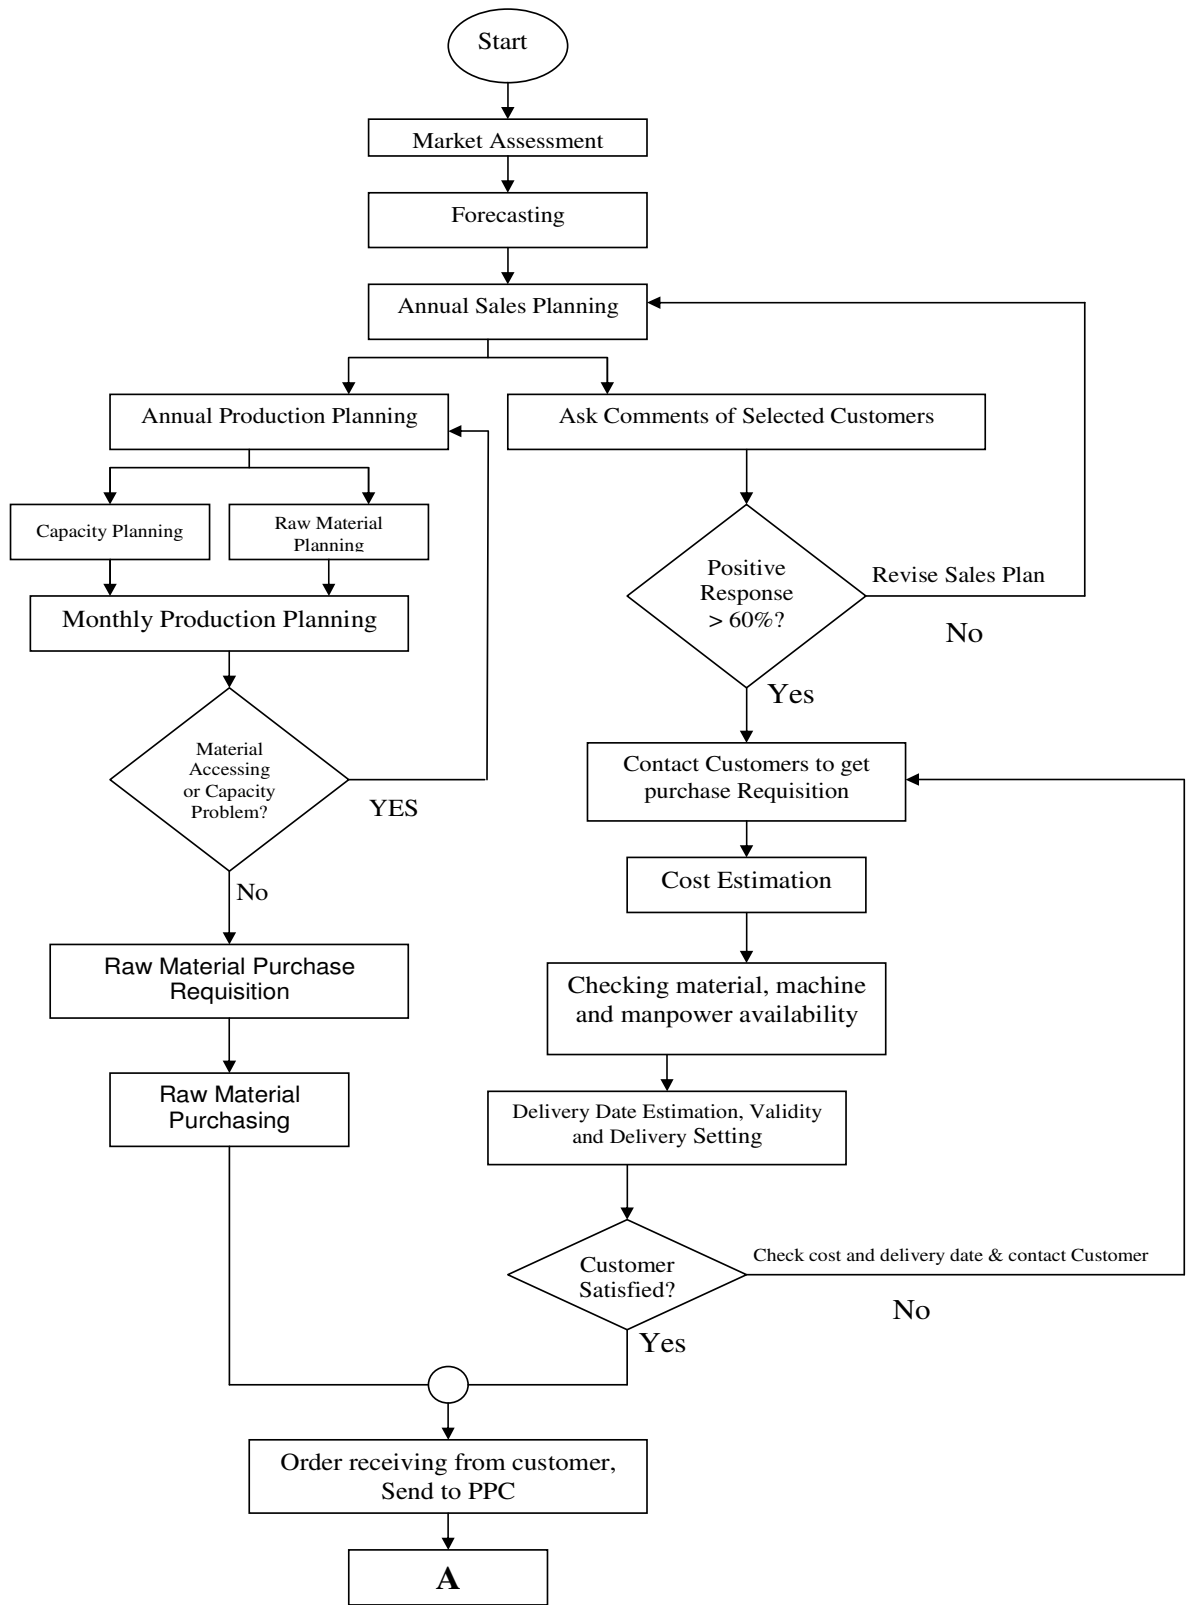 Start
Market Assessment
Forecasting
Annual Sales Planning
Annual Production Planning
Ask Comments of Selected Customers
Capacity Planning
Raw Material
Planning
Monthly Production Planning
Positive
Response
> 60%?
Revise Sales Plan
No
Yes
Material
Accessing
or Capacity
Problem?
YES
No
Contact Customers to get
purchase Requisition
Cost Estimation
Raw Material Purchase
Requisition
Checking material, machine
and manpower availability
Raw Material
Purchasing
Delivery Date Estimation, Validity
and Delivery Setting
Customer
Satisfied?
Check cost and delivery date & contact Customer
No
Yes
Order receiving from customer,
Send to PPC
A